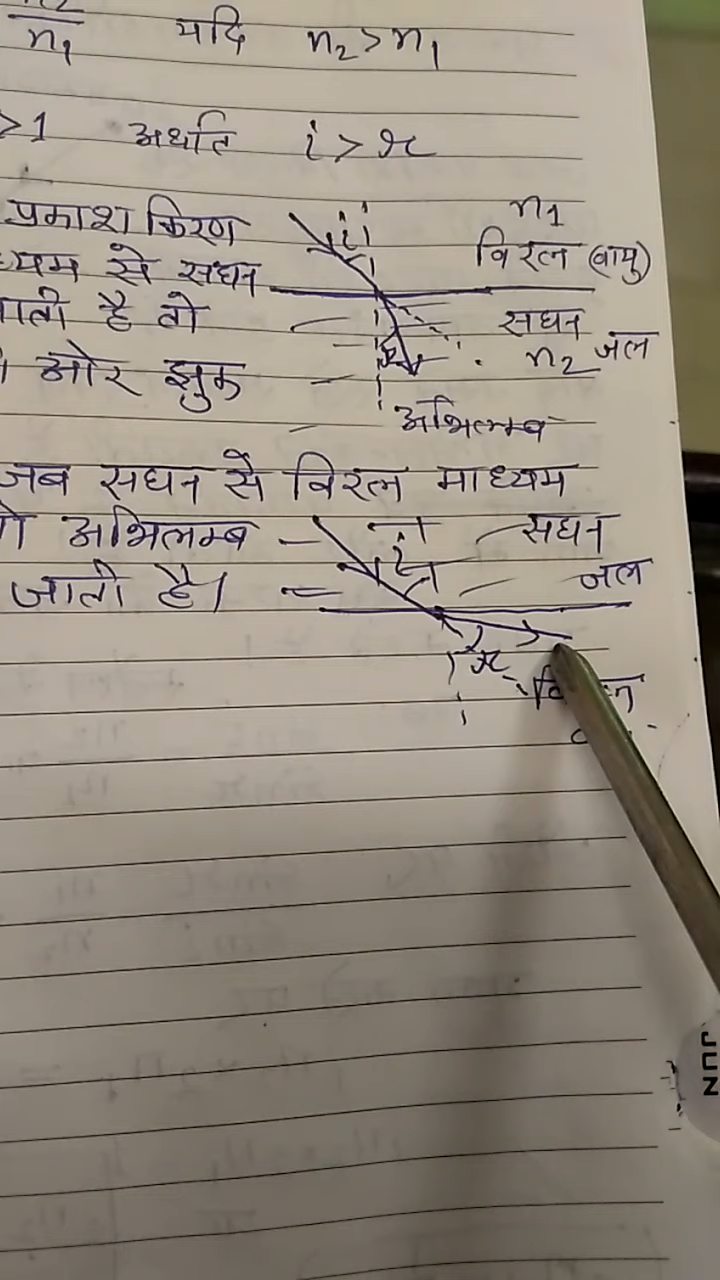 n1 यदि n2 > n1
>1 अर्थात i > r
प्रकाश किरण i n1
से सघन विरल (वायु)
है तो सघन
ओर झुक r n2 जल
अभिलम्ब
जब सघन से विरल माध्यम
अभिलम्ब i सघन
जाती है। जल
r
JUN